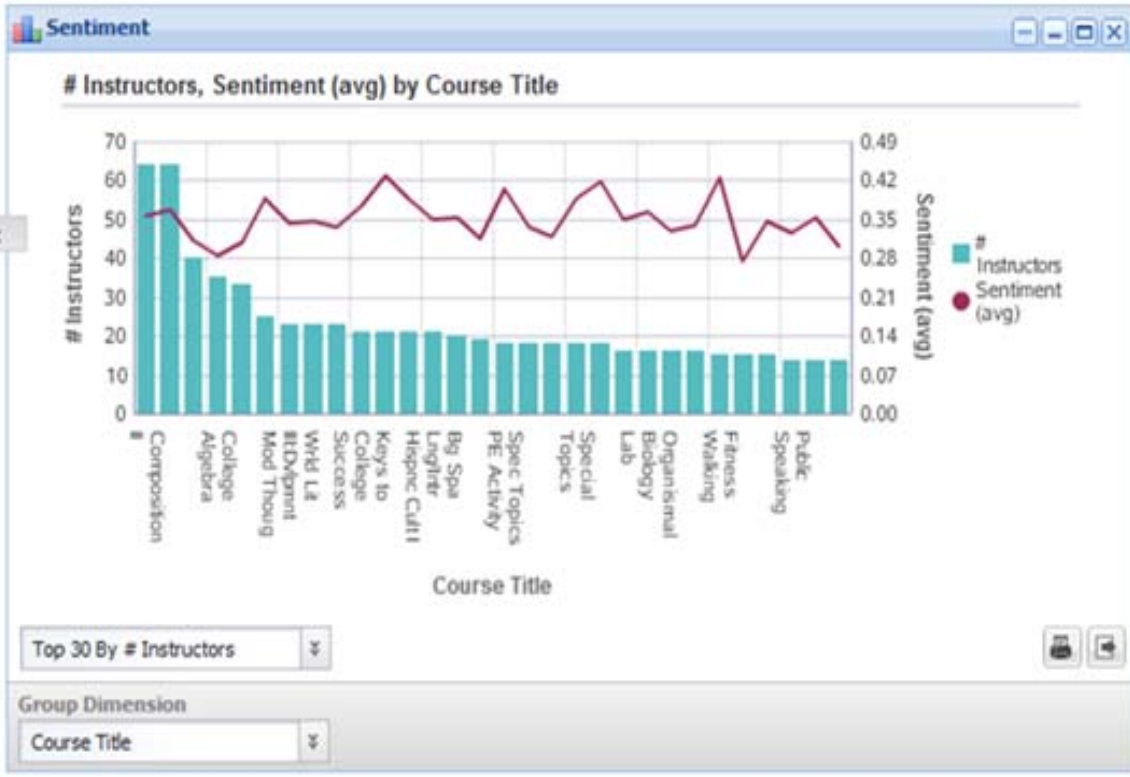 Sentiment
# Instructors, Sentiment (avg) by Course Title
70
60
50
40
30
20
10
0
# Instructors
0.49
0.42
0.35
0.28
0.21
0.14
0.07
0.00
Sentiment (avg)
#
Instructors
Sentiment
(avg)
Composition
II
College
Algebra
Mod Thoug
Wrld Lit
Success
Keys to
College
Hispnc Cult I
Bg Spa
Lng/Intr
Spec Topics
PE Activity
Special
Topics
Organismal
Biology
Lab
Fitness
Walking
Public
Speaking
Course Title
Top 30 By # Instructors
Group Dimension
Course Title